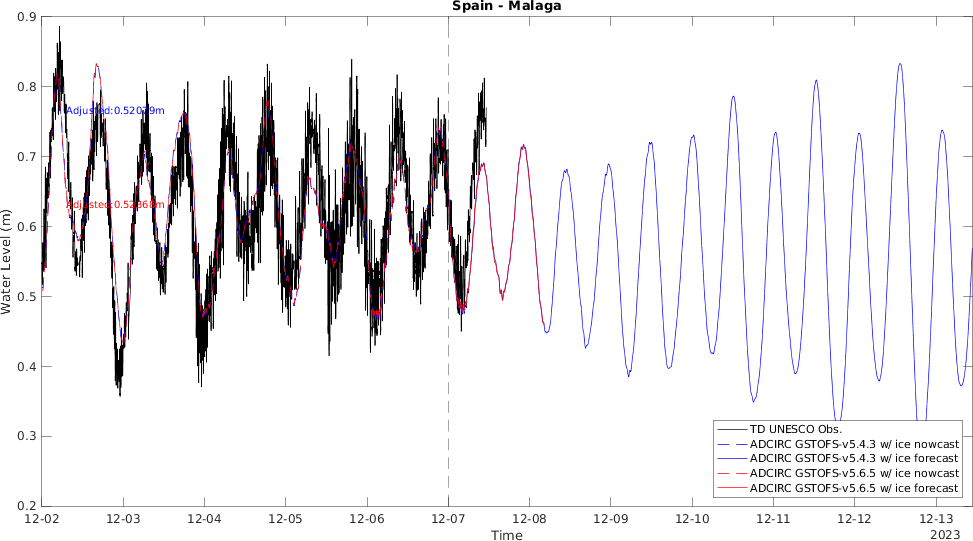 Spain - Malaga
0.9
0.8
0.7
0.6
0.5
0.4
0.3
0.2
Water Level (m)
Adjusted:0.52079m
Adjusted:0.52368m
TD UNESCO Obs.
ADCIRC GSTOFS-v5.4.3 w/ ice nowcast
ADCIRC GSTOFS-v5.4.3 w/ ice forecast
ADCIRC GSTOFS-v5.6.5 w/ ice nowcast
ADCIRC GSTOFS-v5.6.5 w/ ice forecast
12-02 12-03 12-04 12-05 12-06 12-07 12-08 12-09 12-10 12-11 12-12 12-13
Time
2023